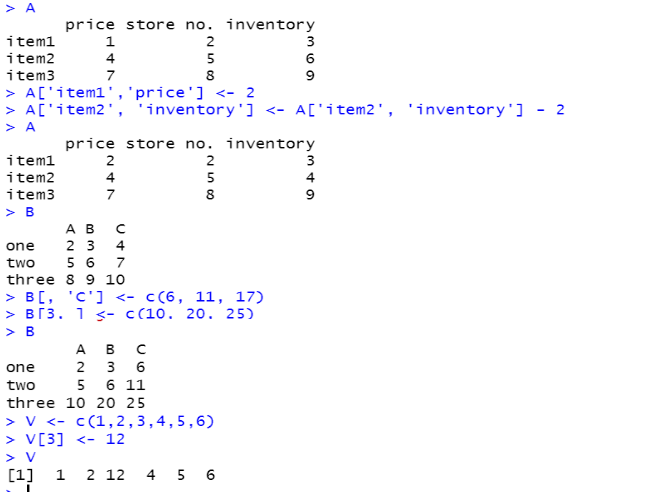 > A
      price store no. inventory
item1     1         2         3
item2     4         5         6
item3     7         8         9
> A['item1','price'] <- 2
> A['item2', 'inventory'] <- A['item2', 'inventory'] - 2
> A
      price store no. inventory
item1     2         2         3
item2     4         5         4
item3     7         8         9
> B
      A B  C
one   2 3  4
two   5 6  7
three 8 9 10
> B[, 'C'] <- c(6, 11, 17)
> B[3, ] <- c(10, 20, 25)
> B
       A  B  C
one    2  3  6
two    5  6 11
three 10 20 25
> V <- c(1,2,3,4,5,6)
> V[3] <- 12
> V
[1]  1  2 12  4  5  6
>